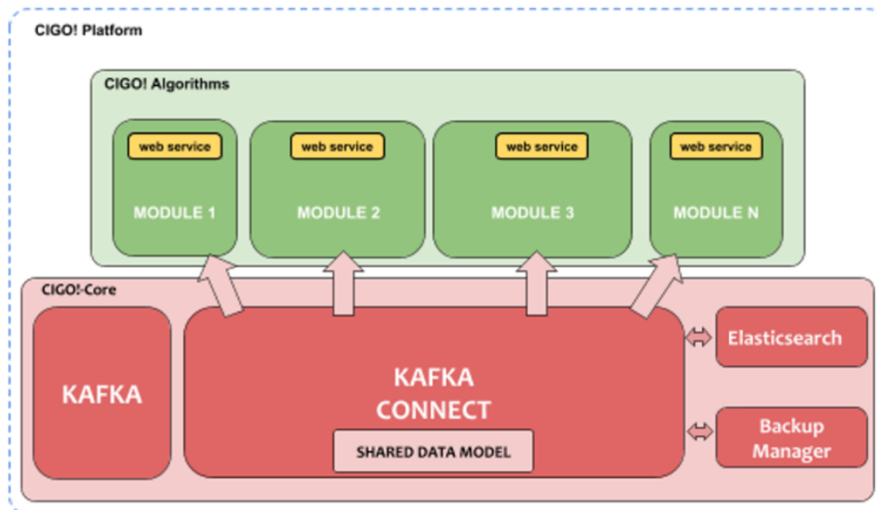 CIGO! Platform
CIGO! Algorithms
web service
web service
web service
web service
MODULE 1
MODULE 2
MODULE 3
MODULE N
CIGO!-Core
KAFKA
KAFKA
CONNECT
SHARED DATA MODEL
Elasticsearch
Backup
Manager